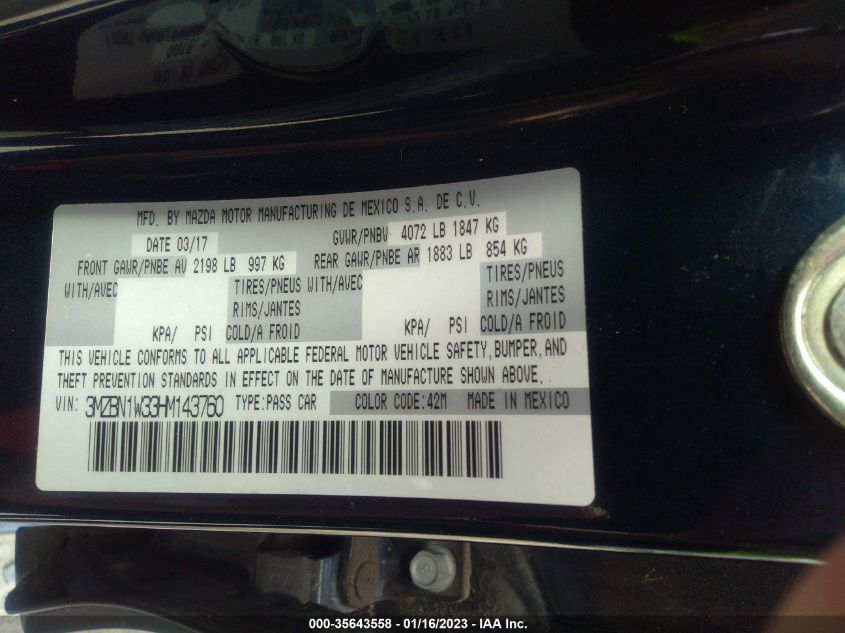 MFD. BY MAZDA MOTOR MANUFACTURING DE MEXICO S.A. DE C.V.
DATE 03/17 GVWR/PNBV 4072 LB 1847 KG
FRONT GAWR/PNBE AV 2198 LB 997 KG REAR GAWR/PNBE AR 1883 LB 854 KG
WITH/AVEC TIRES/PNEUS WITH/AVEC TIRES/PNEUS
RIMS/JANTES RIMS/JANTES
KPA/ PSI COLD/A FROID KPA/ PSI COLD/A FROID
THIS VEHICLE CONFORMS TO ALL APPLICABLE FEDERAL MOTOR VEHICLE SAFETY, BUMPER, AND
THEFT PREVENTION STANDARDS IN EFFECT ON THE DATE OF MANUFACTURE SHOWN ABOVE.
VIN: 3MZBN1W33HM143760 TYPE:PASS CAR COLOR CODE:42M MADE IN MEXICO
000-35643558 - 01/16/2023 - IAA Inc.